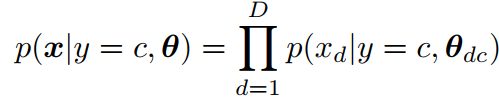 p(x|y = c, θ) = ∏_{d=1}^{D} p(x_d|y = c, θ_{dc})